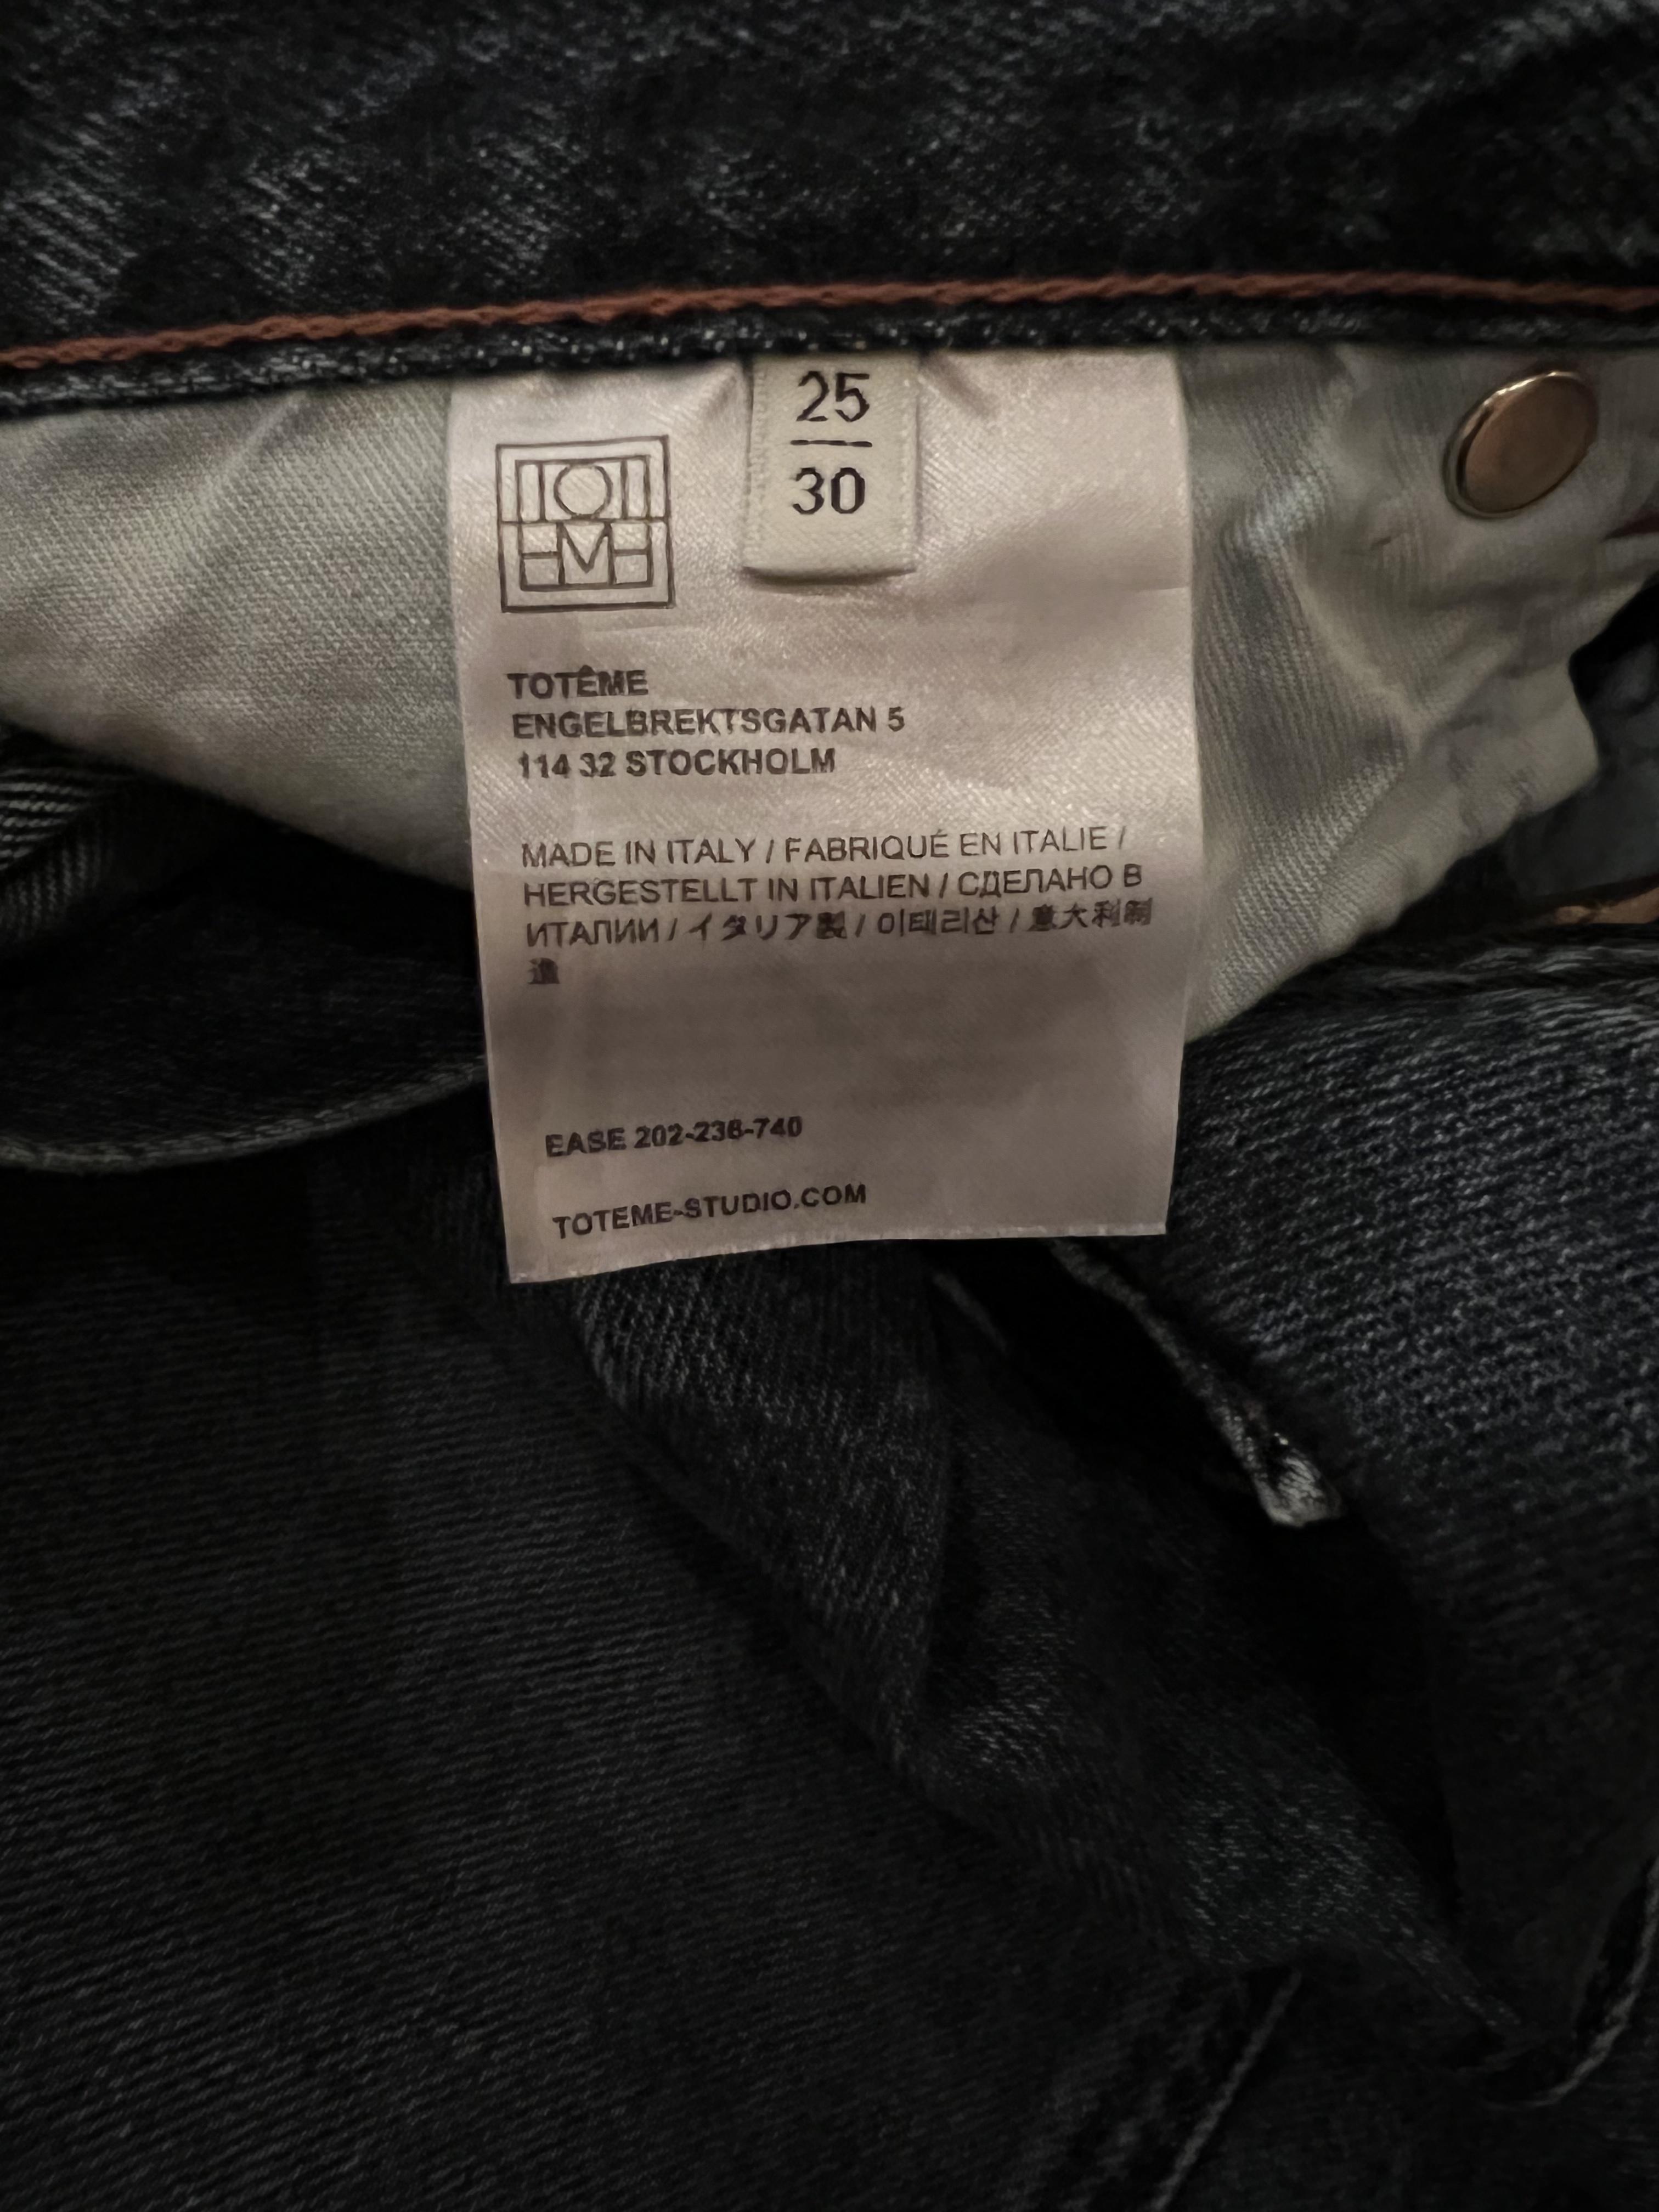 25
30
TOM
TOTÊME
ENGELBREKTSGATAN 5
114 32 STOCKHOLM
MADE IN ITALY / FABRIQUÉ EN ITALIE /
HERGESTELLT IN ITALIEN / СДЕЛАНО В
ИТАЛИИ / イタリア製 / 이태리산 / 意大利制
造
EASE 202-236-740
TOTEME-STUDIO.COM